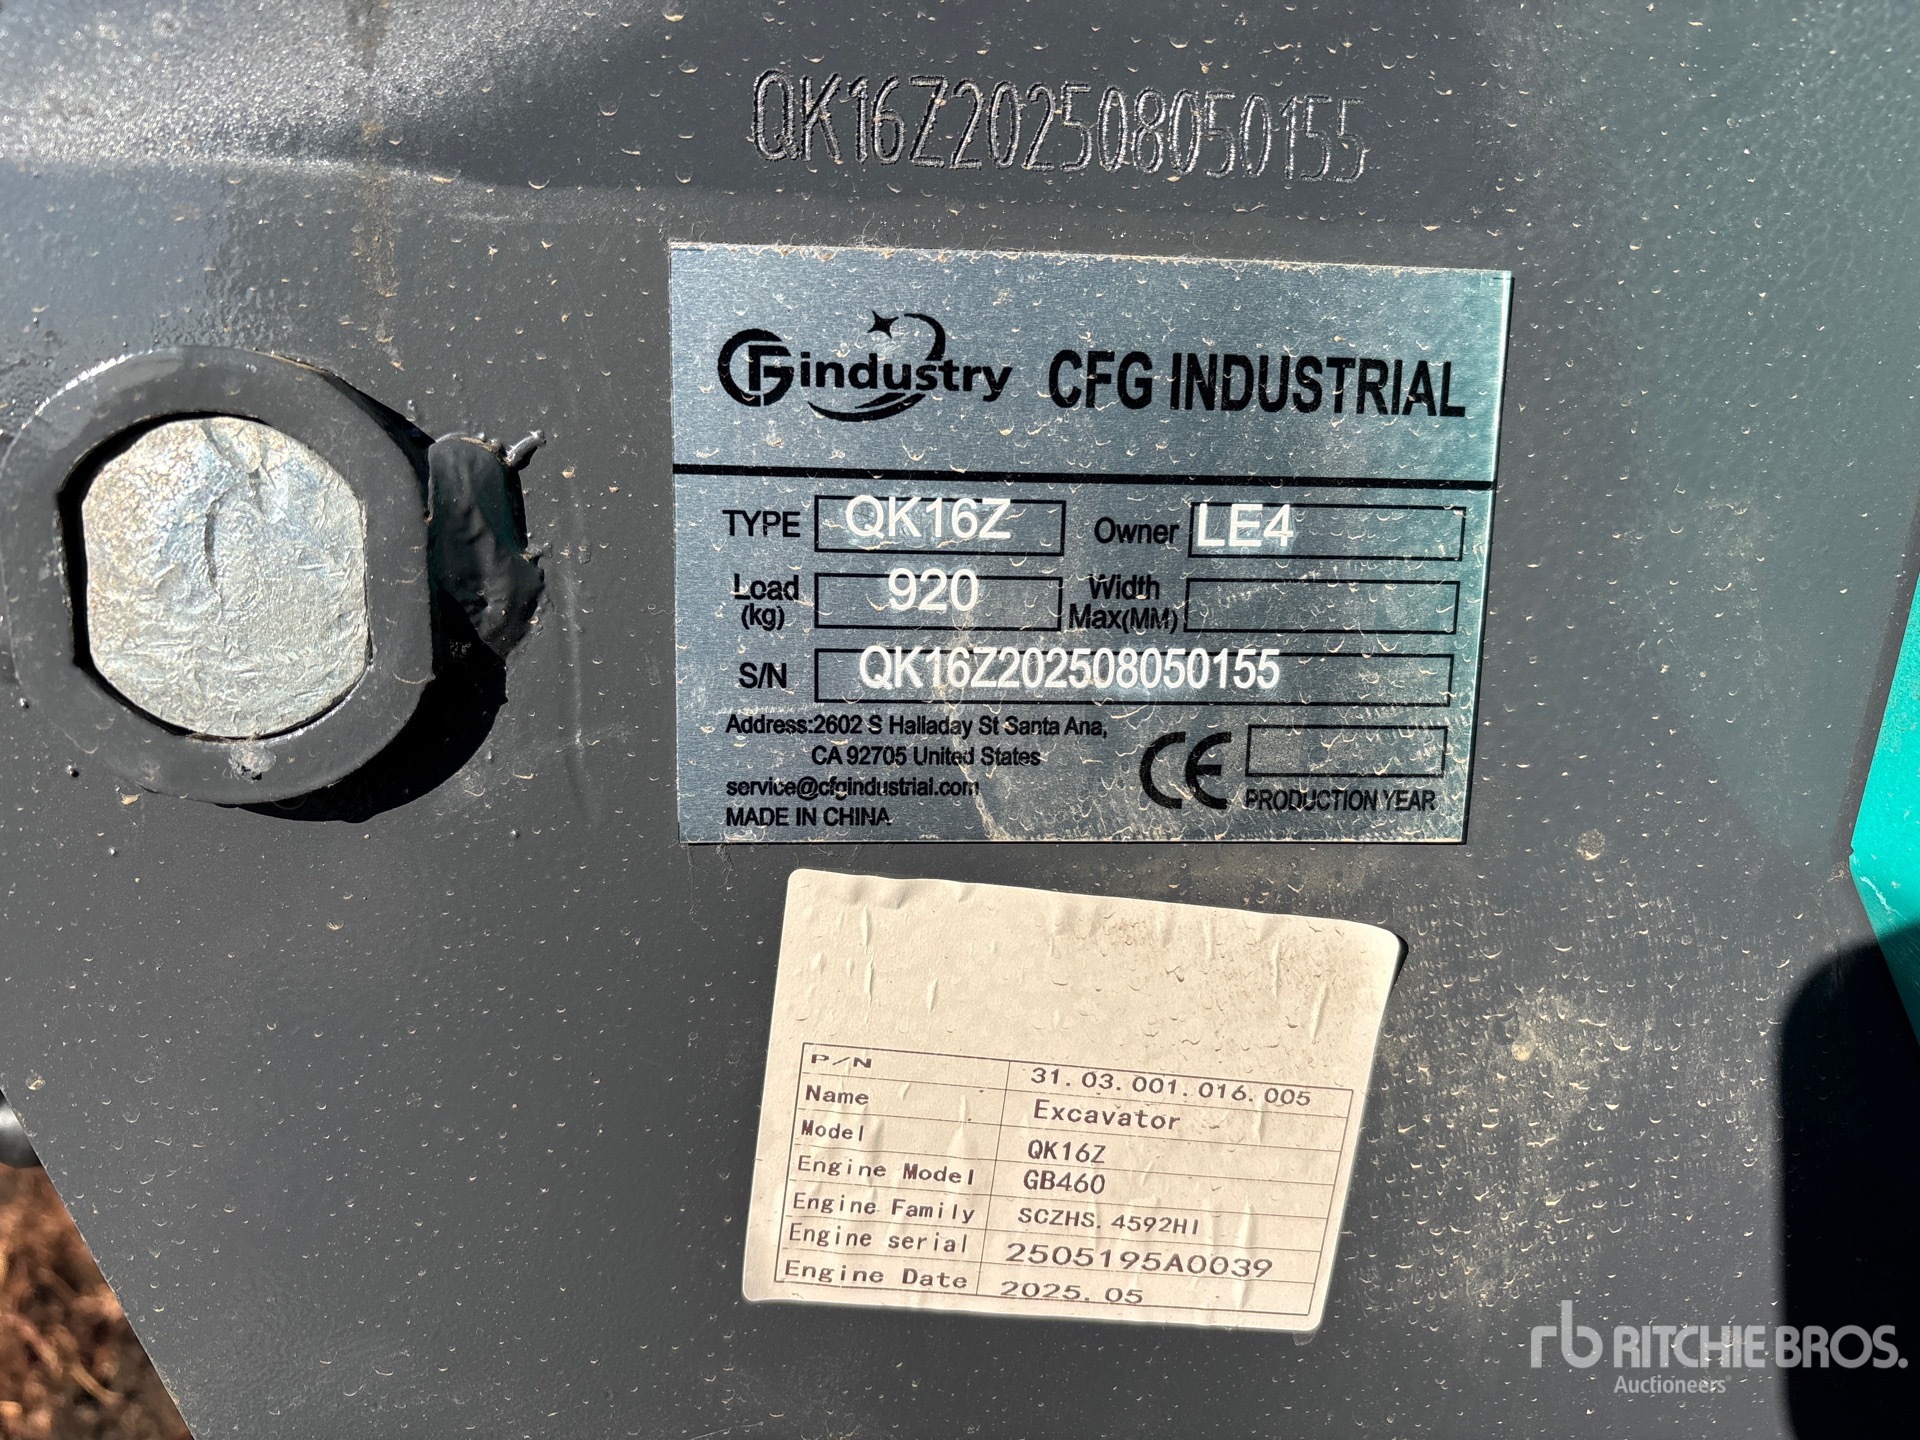 QK16Z202508050155
CFG industry CFG INDUSTRIAL
TYPE QK16Z Owner LE4
Load (kg) 920 Width Max(MM)
S/N QK16Z202508050155
Address:2602 S Halladay St Santa Ana,
CA 92705 United States
service@cfgindustrial.com
MADE IN CHINA
CE PRODUCTION YEAR
P/N 31.03.001.016.005
Name Excavator
Model QK16Z
Engine Model GB460
Engine Family SCZHS.4592HI
Engine serial 2505195A0039
Engine Date 2025.05
rb RITCHIE BROS.
Auctioneers